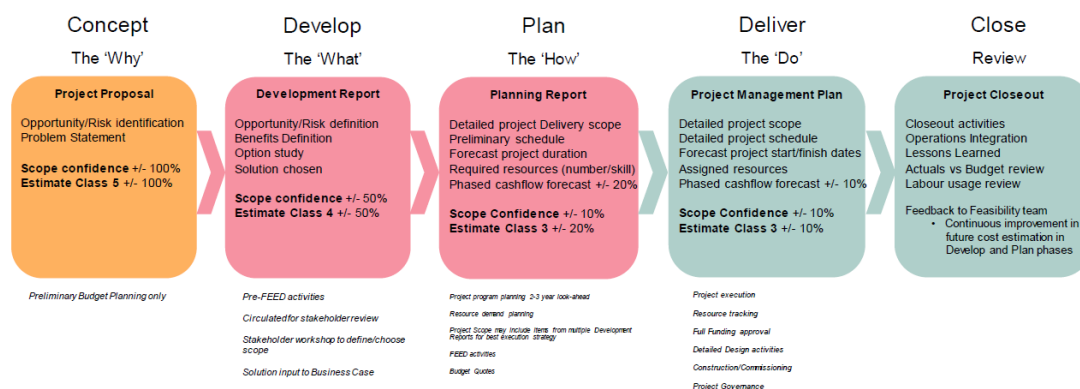 Concept
The 'Why'
Project Proposal
Opportunity/Risk identification
Problem Statement
Scope confidence +/- 100%
Estimate Class 5 +/- 100%
Preliminary Budget Planning only
Develop
The 'What'
Development Report
Opportunity/Risk definition
Benefits Definition
Option study
Solution chosen
Scope confidence +/- 50%
Estimate Class 4 +/- 50%
Pre-FEED activities
Circulated for stakeholder review
Stakeholder workshop to define/choose
scope
Solution input to Business Case
Plan
The 'How'
Planning Report
Detailed project Delivery scope
Preliminary schedule
Forecast project duration
Required resources (number/skill)
Phased cashflow forecast +/- 20%
Scope Confidence +/- 10%
Estimate Class 3 +/- 20%
Project program planning 2-3 year look-ahead
Resource demand planning
Project Scope may include items from multiple Development
Reports for best execution strategy
FEED activities
Budget Quotes
Deliver
The 'Do'
Project Management Plan
Detailed project scope
Detailed project schedule
Forecast project start/finish dates
Assigned resources
Phased cashflow forecast +/- 10%
Scope Confidence +/- 10%
Estimate Class 3 +/- 10%
Project execution
Resource tracking
Full Funding approval
Detailed Design activities
Construction/Commissioning
Project Governance
Close
Review
Project Closeout
Closeout activities
Operations Integration
Lessons Learned
Actuals vs Budget review
Labour usage review
Feedback to Feasibility team
• Continuous improvement in
future cost estimation in
Develop and Plan phases